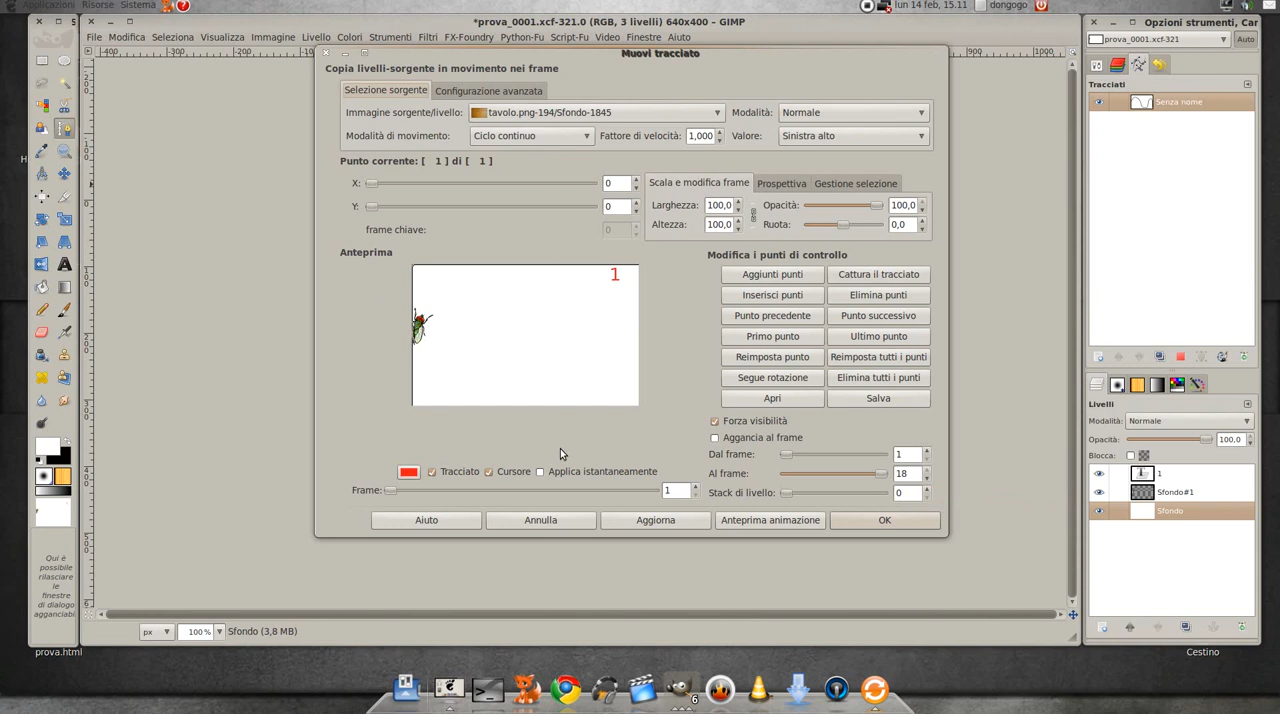 Applicazioni Risorse Sistema
lun 14 feb, 15.11
dongogo
*prova_0001.xcf-321.0 (RGB, 3 livelli) 640x400 – GIMP
File Modifica Seleziona Visualizza Immagine Livello Colori Strumenti Filtri FX-Foundry Python-Fu Script-Fu Video Finestre Aiuto
Muovi tracciato
Copia livelli-sorgente in movimento nei frame
Selezione sorgente Configurazione avanzata
Immagine sorgente/livello: tavolo.png-194/Sfondo-1845 Modalità: Normale
Modalità di movimento: Ciclo continuo Fattore di velocità: 1,000 Valore: Sinistra alto
Punto corrente: [ 1 ] di [ 1 ]
X: 0
Y: 0
frame chiave: 0
Scala e modifica frame Prospettiva Gestione selezione
Larghezza: 100,0 Opacità: 100,0
Altezza: 100,0 Ruota: 0,0
Anteprima
1
Modifica i punti di controllo
Aggiunti punti Cattura il tracciato
Inserisci punti Elimina punti
Punto precedente Punto successivo
Primo punto Ultimo punto
Reimposta punto Reimposta tutti i punti
Segue rotazione Elimina tutti i punti
Apri Salva
Forza visibilità
Aggancia al frame
Dal frame: 1
Al frame: 18
Stack di livello: 0
Tracciato Cursore Applica istantaneamente
Frame: 1
Aiuto Annulla Aggiorna Anteprima animazione OK
px 100% Sfondo (3,8 MB)
Qui è
possibile
rilasciare
le
finestre
di dialogo
agganciabili
prova.html
Opzioni strumenti, Car
prova_0001.xcf-321 Auto
Tracciati
Senza nome
Livelli
Modalità: Normale
Opacità: 100,0
Blocca:
1
Sfondo#1
Sfondo
Cestino
6